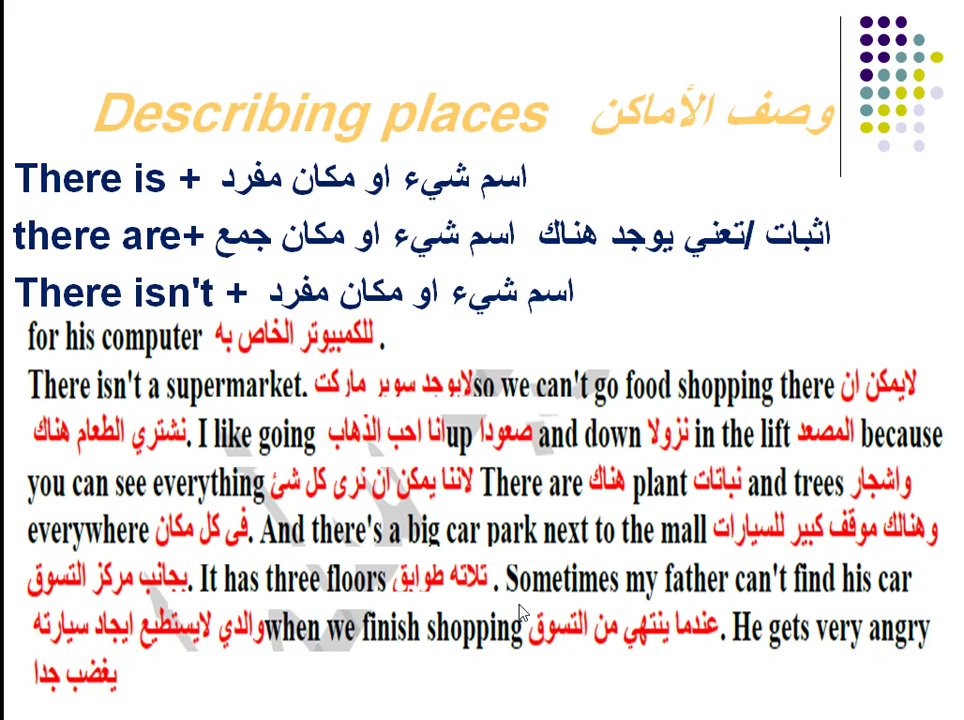 Describing places وصف الأماكن
There is + اسم شيء او مكان مفرد
there are+ اسم شيء او مكان جمع اثبات /تعني يوجد هناك
There isn't + اسم شيء او مكان مفرد
for his computer للكمبيوتر الخاص به .
There isn't a supermarket. لايوجد سوبر ماركت so we can't go food shopping there لايمكن ان
نشتري الطعام هناك. I like going انا احب الذهاب up صعودا and down نزولا in the lift المصعد because
you can see everything لاننا يمكن ان نرى كل شئ There are هناك plant نباتات and trees واشجار
everywhere فى كل مكان. And there's a big car park next to the mall وهنالك موقف كبير للسيارات
بجانب مركز التسوق. It has three floors تلاته طوابق . Sometimes my father can't find his car
والدي لايستطيع ايجاد سيارته when we finish shopping عندما ينتهي من التسوق. He gets very angry
يغضب جدا